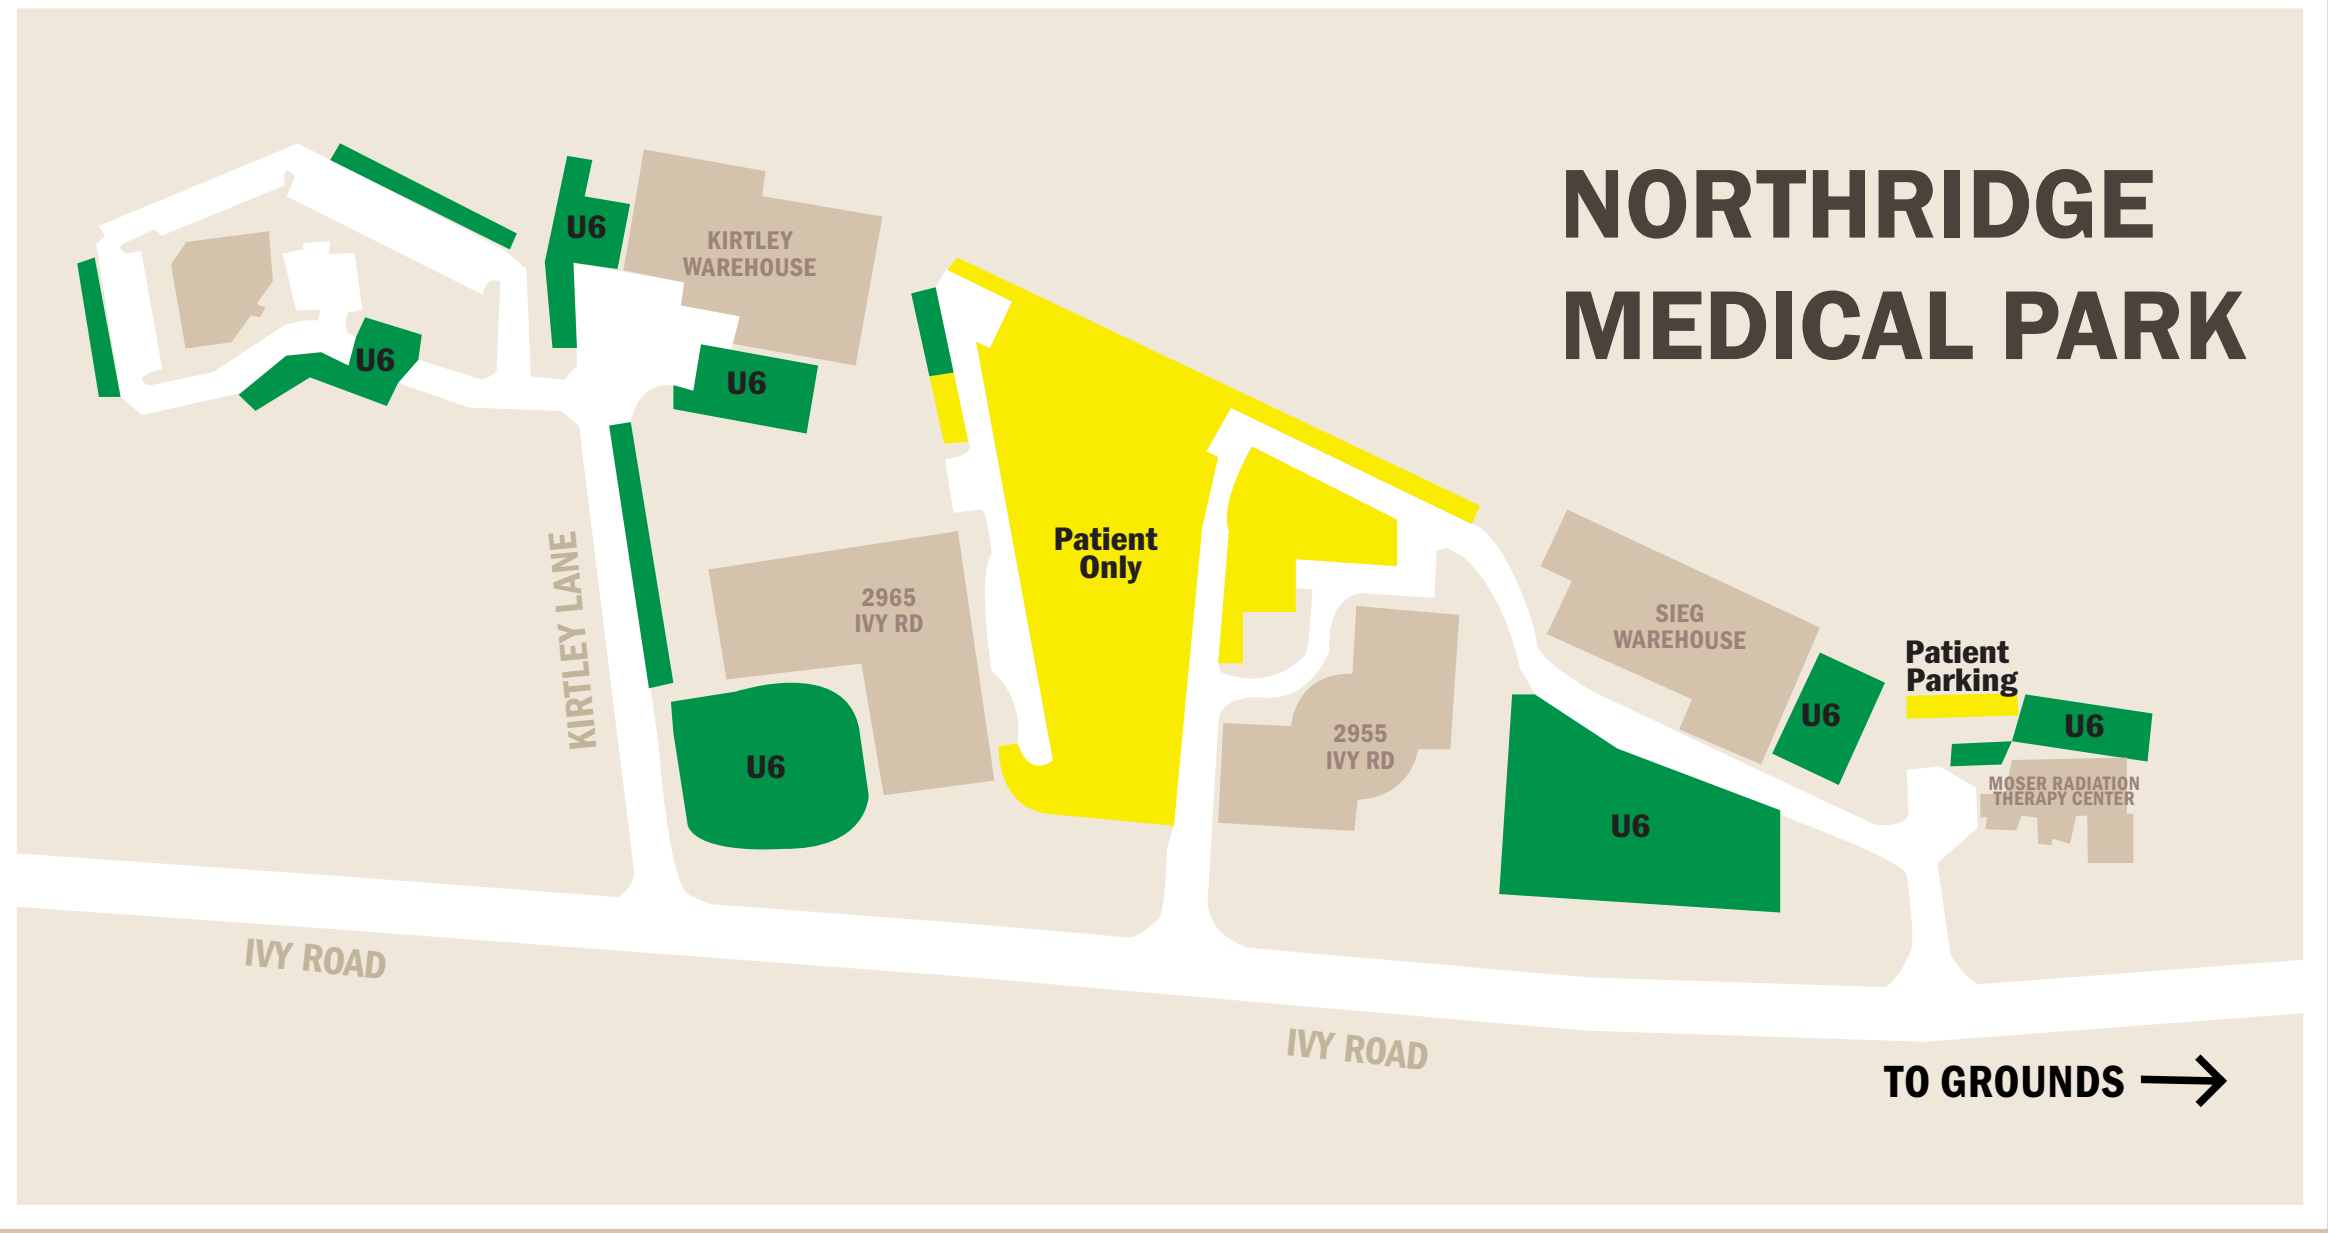 NORTHRIDGE
MEDICAL PARK
U6
KIRTLEY
WAREHOUSE
U6
U6
KIRTLEY LANE
2965
IVY RD
U6
Patient
Only
2955
IVY RD
SIEG
WAREHOUSE
U6
U6
Patient
Parking
U6
MOSER RADIATION
THERAPY CENTER
IVY ROAD
IVY ROAD
TO GROUNDS